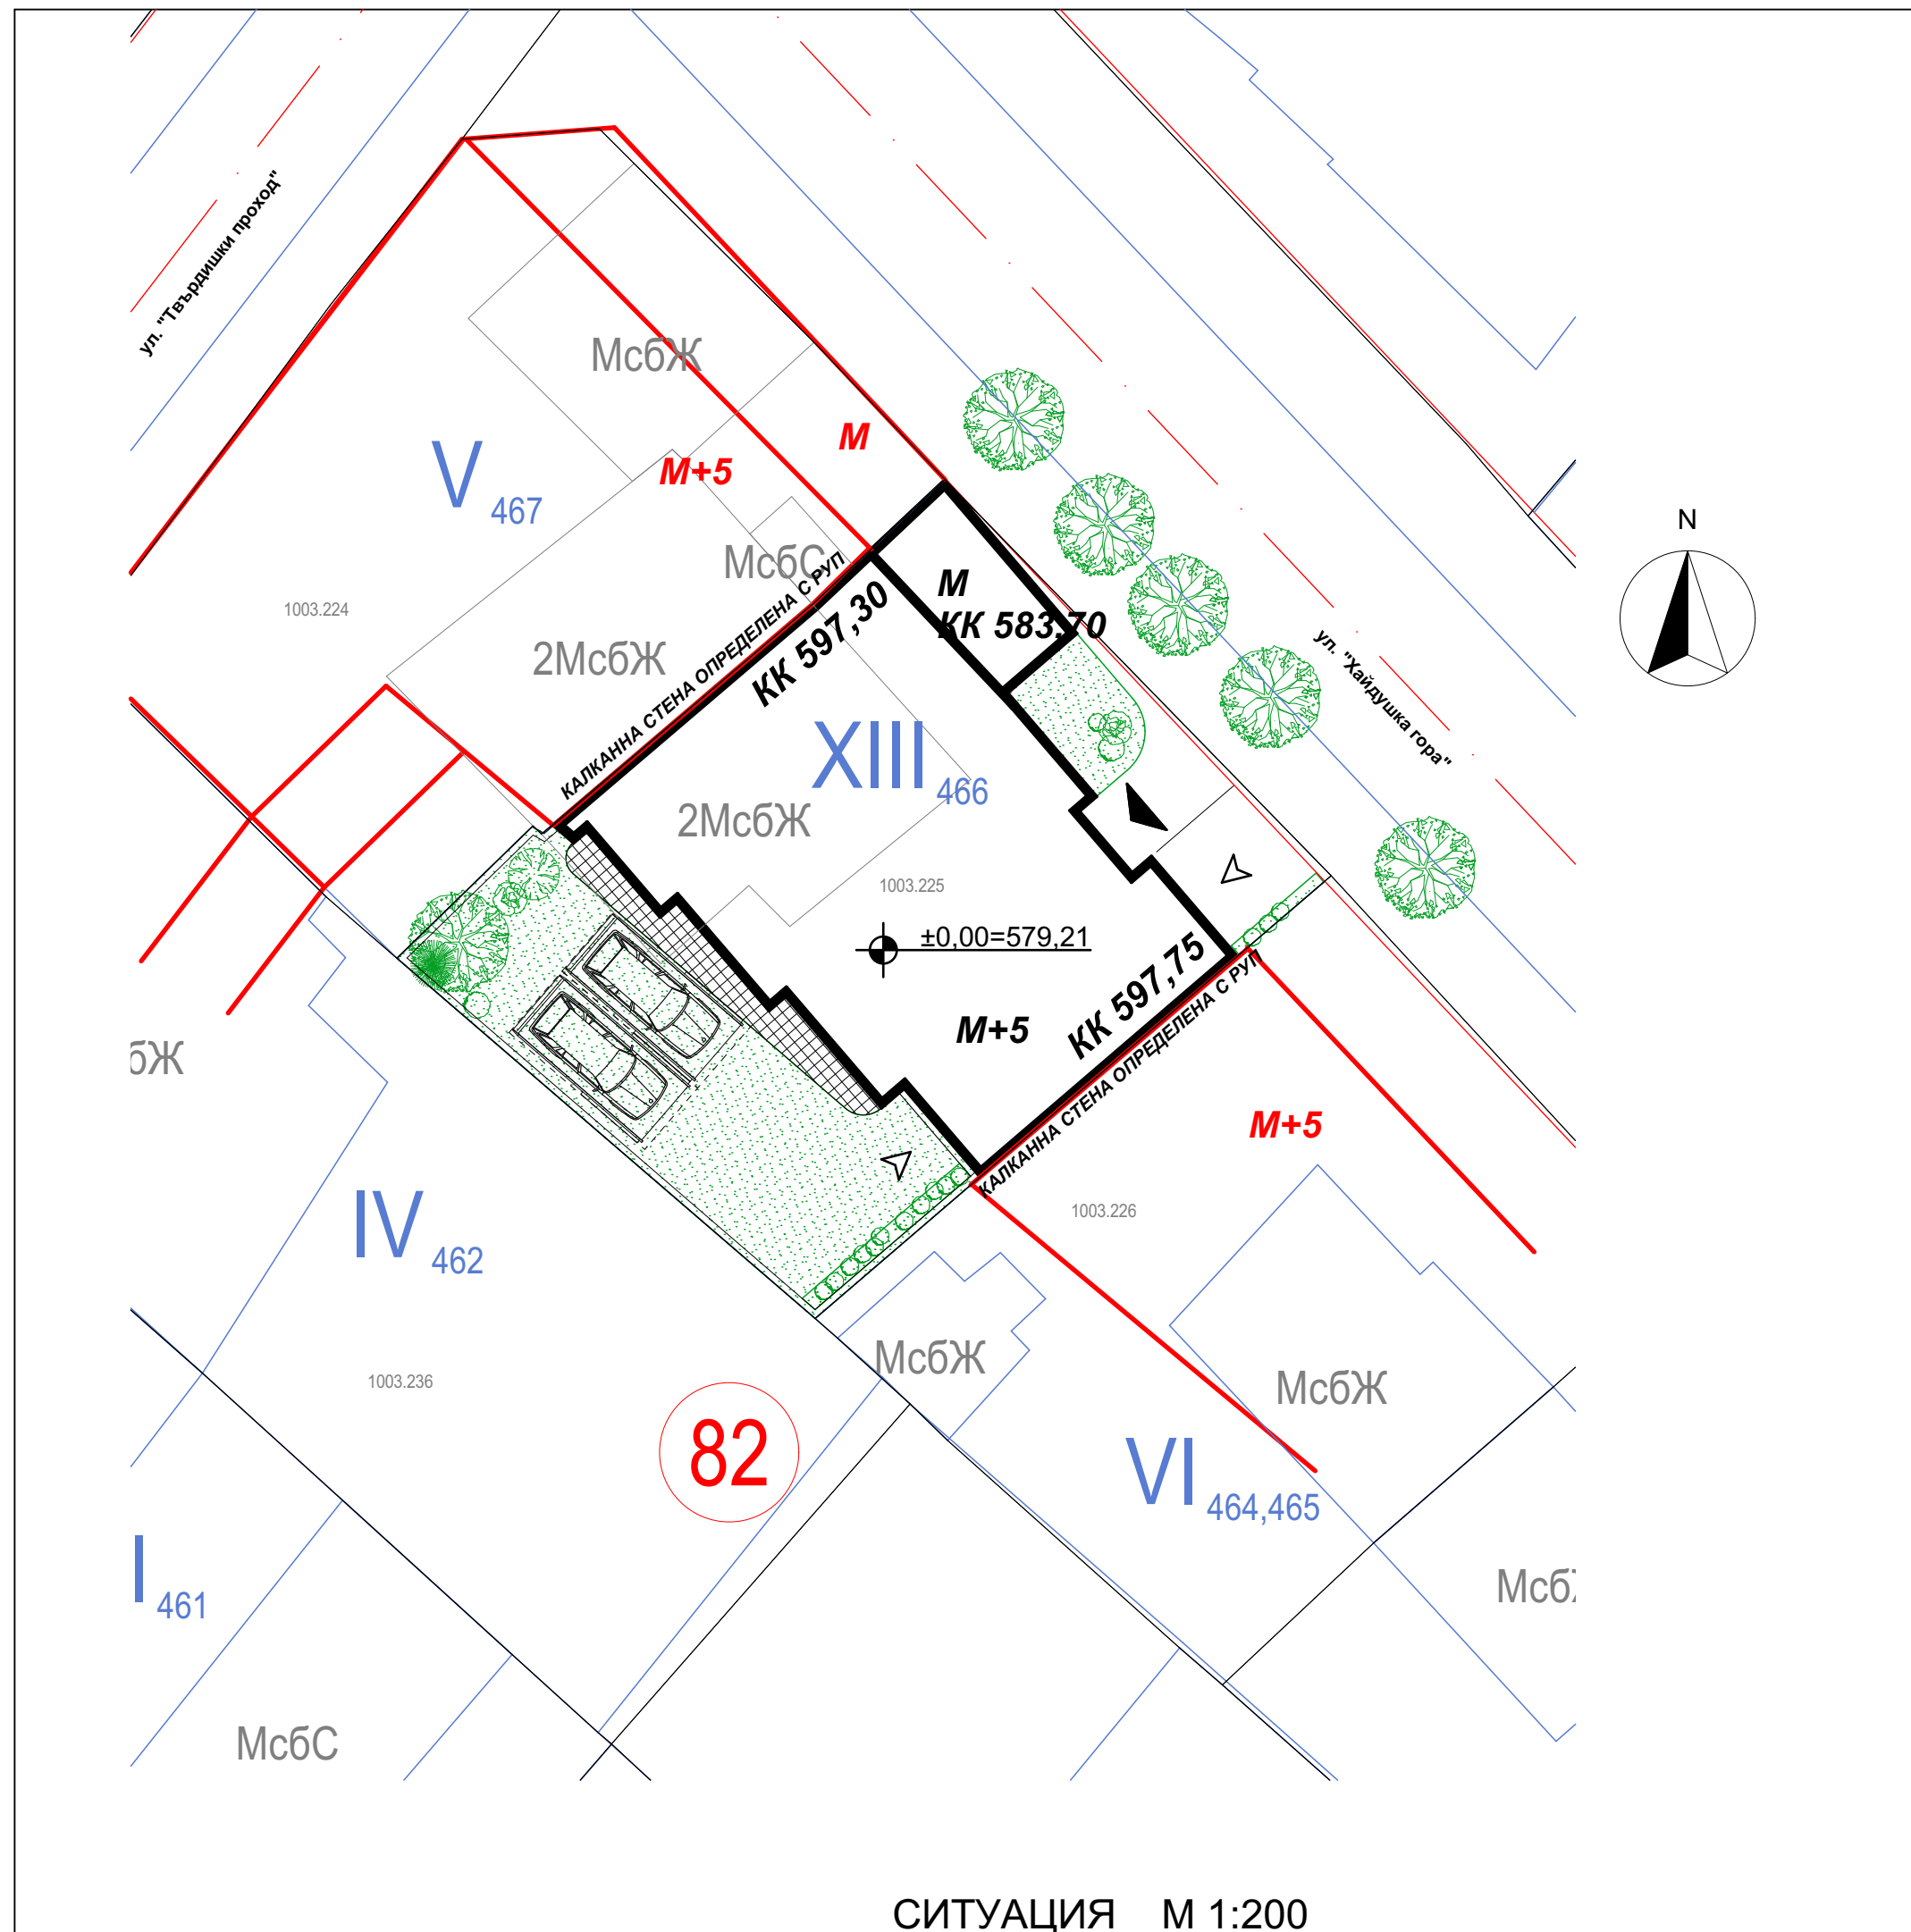 ул. "Твърдишки проход"
МсбЖ
M
V 467
M+5
N
МсбС
1003.224
КАЛКАННА СТЕНА ОПРЕДЕЛЕНА С РУП
КК 597,30
M
КК 583,70
2МсбЖ
ул. "Хайдушка гора"
XIII 466
2МсбЖ
1003.225
±0,00=579,21
КК 597,75
M+5
КАЛКАННА СТЕНА ОПРЕДЕЛЕНА С РУП
бЖ
M+5
1003.226
IV 462
МсбЖ
МсбЖ
1003.236
82
VI 464,465
I 461
Мсб
МсбС
СИТУАЦИЯ М 1:200